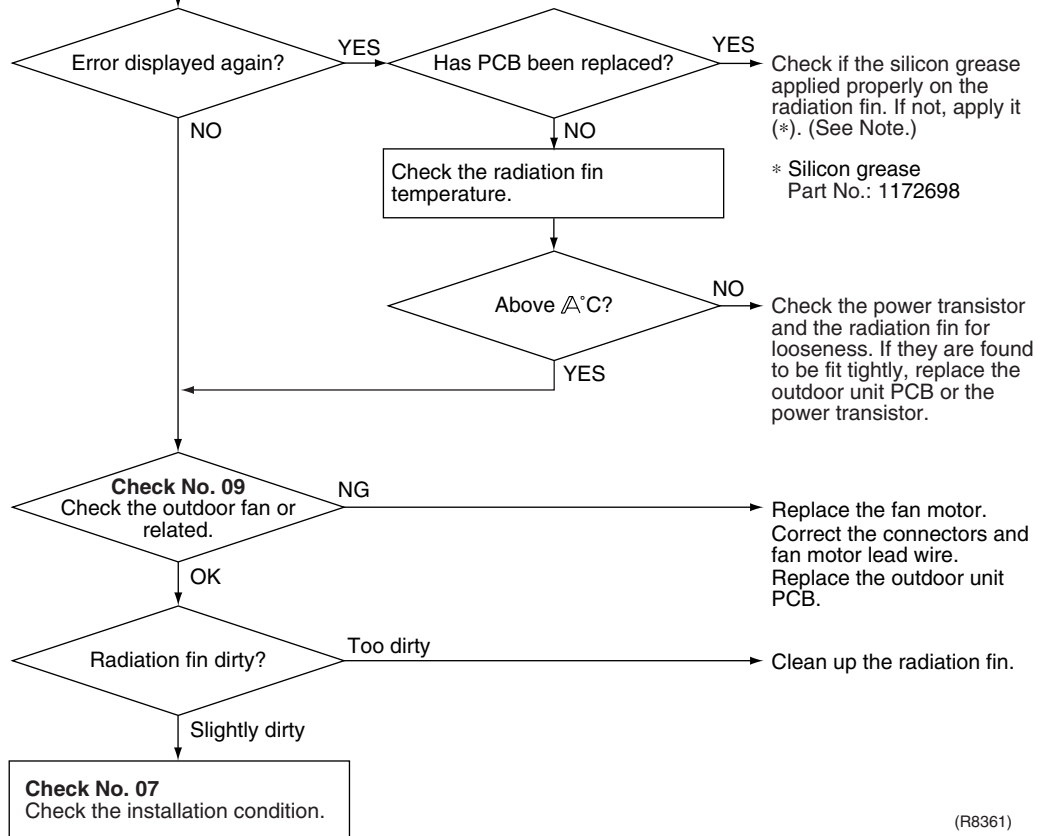 Error displayed again?
YES
Has PCB been replaced?
YES
Check if the silicon grease
applied properly on the
radiation fin. If not, apply it
(*). (See Note.)
* Silicon grease
Part No.: 1172698
NO
NO
Check the radiation fin
temperature.
Above 𝔸°C?
NO
Check the power transistor
and the radiation fin for
looseness. If they are found
to be fit tightly, replace the
outdoor unit PCB or the
power transistor.
YES
Check No. 09
Check the outdoor fan or
related.
NG
Replace the fan motor.
Correct the connectors and
fan motor lead wire.
Replace the outdoor unit
PCB.
OK
Radiation fin dirty?
Too dirty
Clean up the radiation fin.
Slightly dirty
Check No. 07
Check the installation condition.
(R8361)